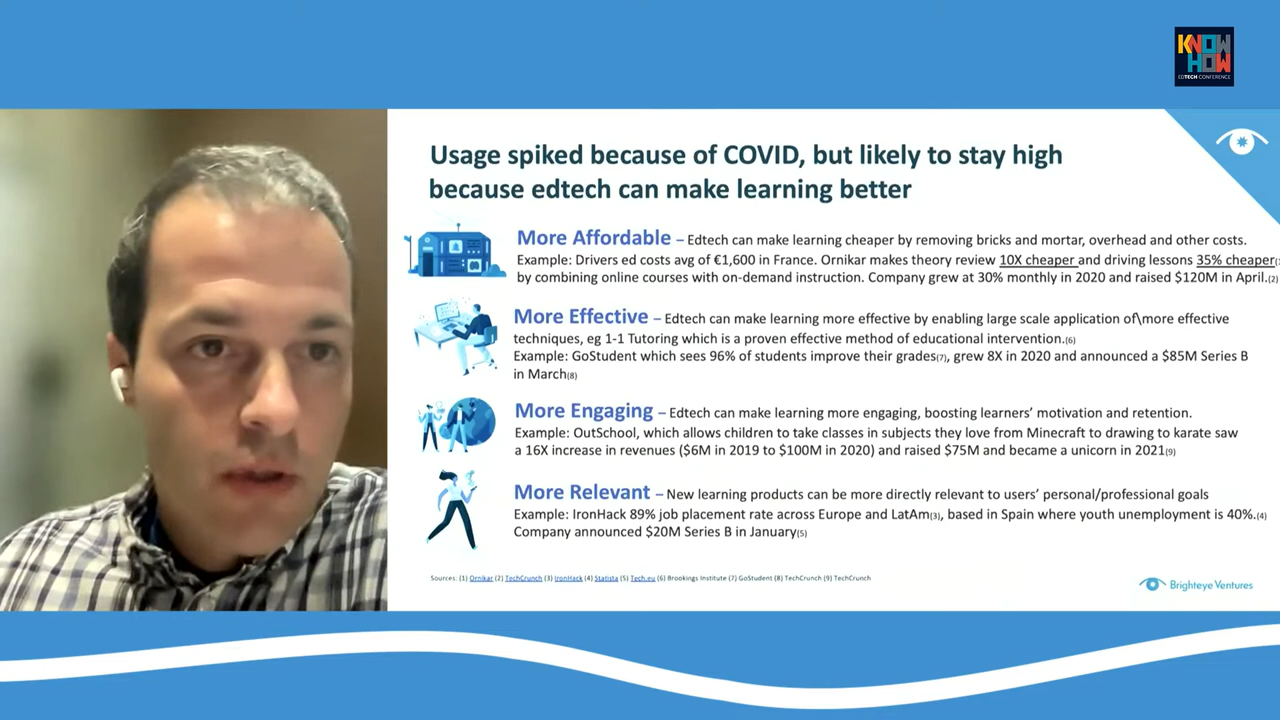 KNOW
HOW
EDTECH CONFERENCE
Usage spiked because of COVID, but likely to stay high
because edtech can make learning better
More Affordable – Edtech can make learning cheaper by removing bricks and mortar, overhead and other costs.
Example: Drivers ed costs avg of €1,600 in France. Ornikar makes theory review 10X cheaper and driving lessons 35% cheaper
by combining online courses with on-demand instruction. Company grew at 30% monthly in 2020 and raised $120M in April.(2)
More Effective – Edtech can make learning more effective by enabling large scale application of\more effective
techniques, eg 1-1 Tutoring which is a proven effective method of educational intervention.(6)
Example: GoStudent which sees 96% of students improve their grades(7), grew 8X in 2020 and announced a $85M Series B
in March(8)
More Engaging – Edtech can make learning more engaging, boosting learners' motivation and retention.
Example: OutSchool, which allows children to take classes in subjects they love from Minecraft to drawing to karate saw
a 16X increase in revenues ($6M in 2019 to $100M in 2020) and raised $75M and became a unicorn in 2021(9)
More Relevant – New learning products can be more directly relevant to users' personal/professional goals
Example: IronHack 89% job placement rate across Europe and LatAm(3), based in Spain where youth unemployment is 40%.(4)
Company announced $20M Series B in January(5)
Sources: (1) Ornikar (2) TechCrunch (3) IronHack (4) Statista (5) Tech.eu (6) Brookings Institute (7) GoStudent (8) TechCrunch (9) TechCrunch
Brighteye Ventures